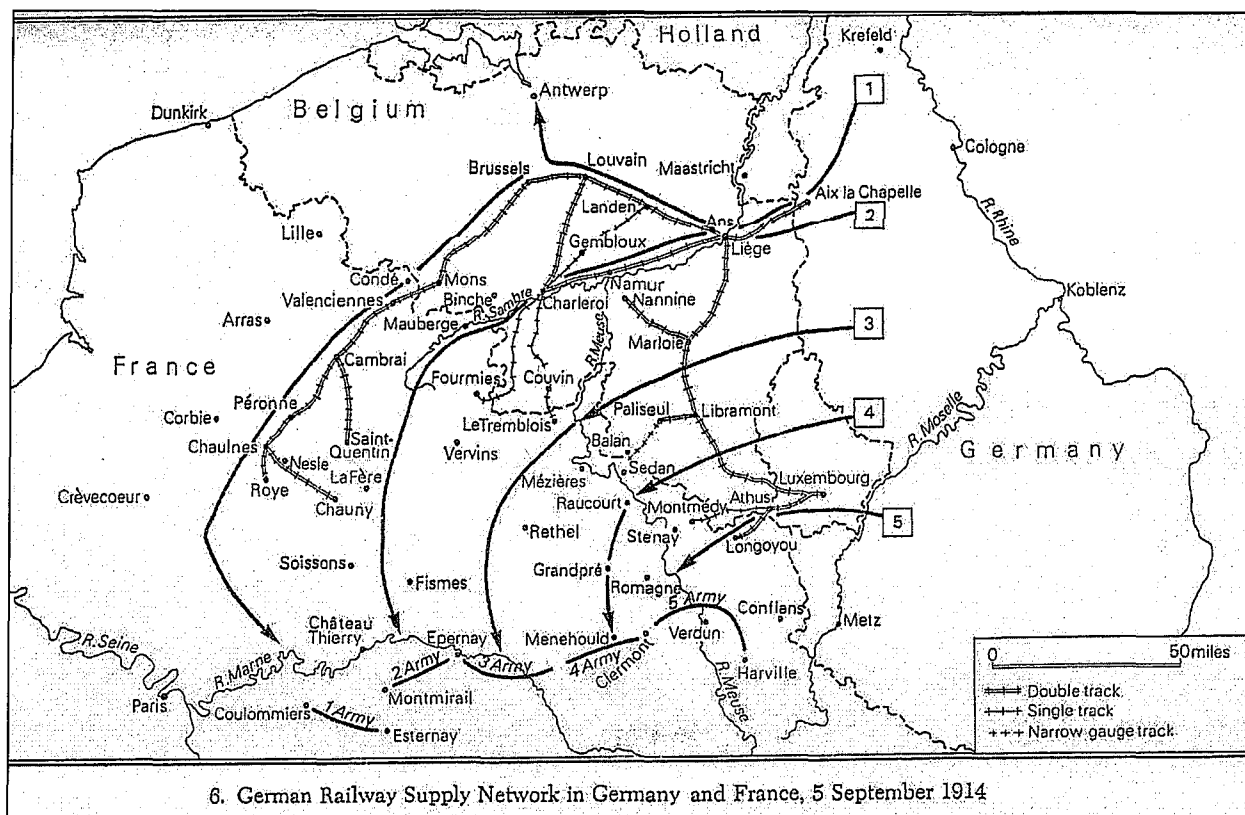 Holland
Krefeld
1
Antwerp
Belgium
Dunkirk
Cologne
Louvain
Brussels
Maastricht
Aix la Chapelle
R. Rhine
Landen
Ans
2
Lille
Gembloux
Liège
Condé
Mons
Namur
Koblenz
Valenciennes
Binche
Charleroi
Nannine
R. Sambre
Arras
Mauberge
R. Meuse
3
Marloie
Cambrai
France
Fournies
Couvin
Péronne
Paliseul
Libramont
4
R. Moselle
Corbie
LeTremblois
Chaulnes
Saint-
Quentin
Balan
Germany
Nesle
Vervins
Sedan
LaFère
Mézières
Luxembourg
Crèvecoeur
Roye
Raucourt
Athus
Chauny
Montmédy
5
Rethel
Stenay
Longoyou
Soissons
Grandpré
Fismes
Romagne
5 Army
Conflans
Château
Thierry
Epernay
Menehould
Verdun
Metz
R. Seine
R. Marne
2 Army
3 Army
4 Army
Clermont
Harville
R. Meuse
Montmirail
Paris
Coulommiers
1 Army
Esternay
0 50 miles
Double track.
Single track
Narrow gauge track.
6. German Railway Supply Network in Germany and France, 5 September 1914